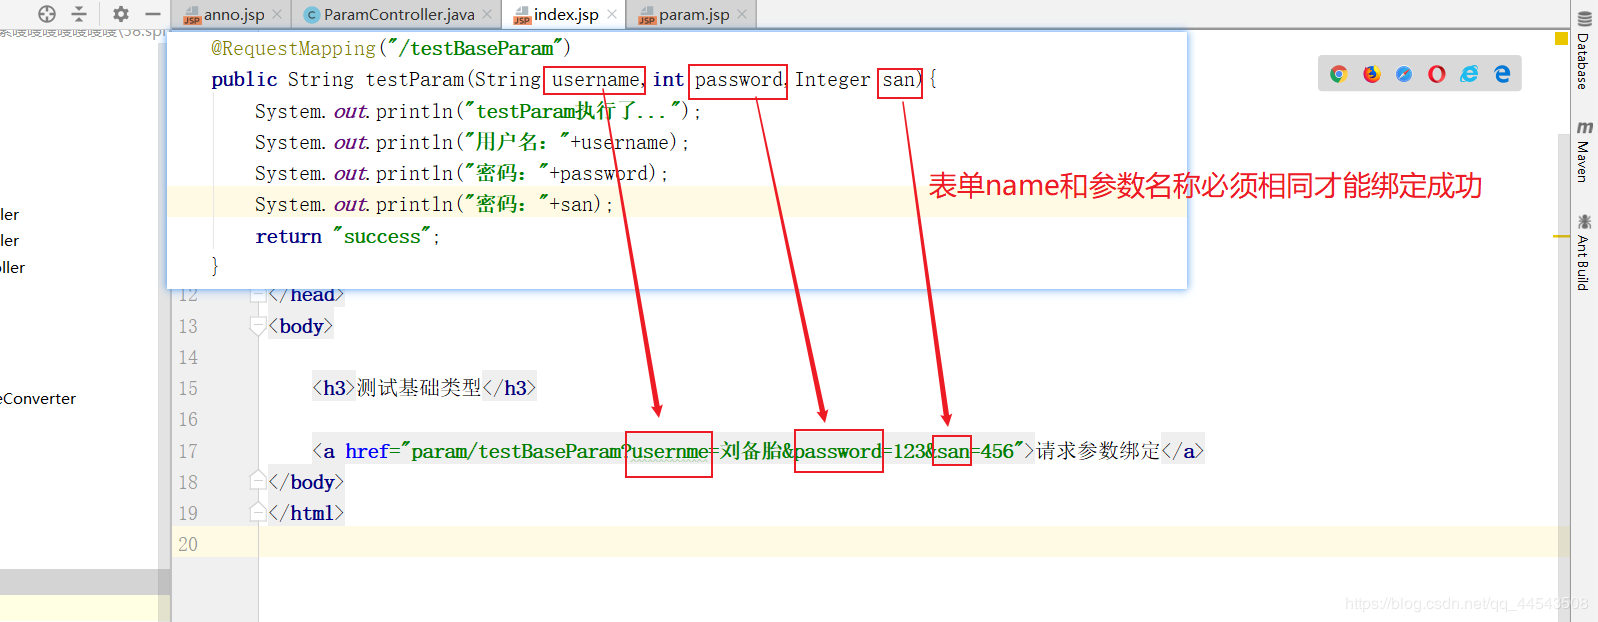 anno.jsp ParamController.java index.jsp param.jsp
@RequestMapping("/testBaseParam")
public String testParam(String username,int password,Integer san){
System.out.println("testParam执行了...");
System.out.println("用户名："+username);
System.out.println("密码："+password);
System.out.println("密码："+san);
return "success";
}
表单name和参数名称必须相同才能绑定成功
Database
Maven
Ant Build
ler
ler
ller
eConverter
12 </head>
13 <body>
14
15 <h3>测试基础类型</h3>
16
17 <a href="param/testBaseParam?usernme=刘备胎&password=123&san=456">请求参数绑定</a>
18 </body>
19 </html>
20
https://blog.csdn.net/qq_44543508